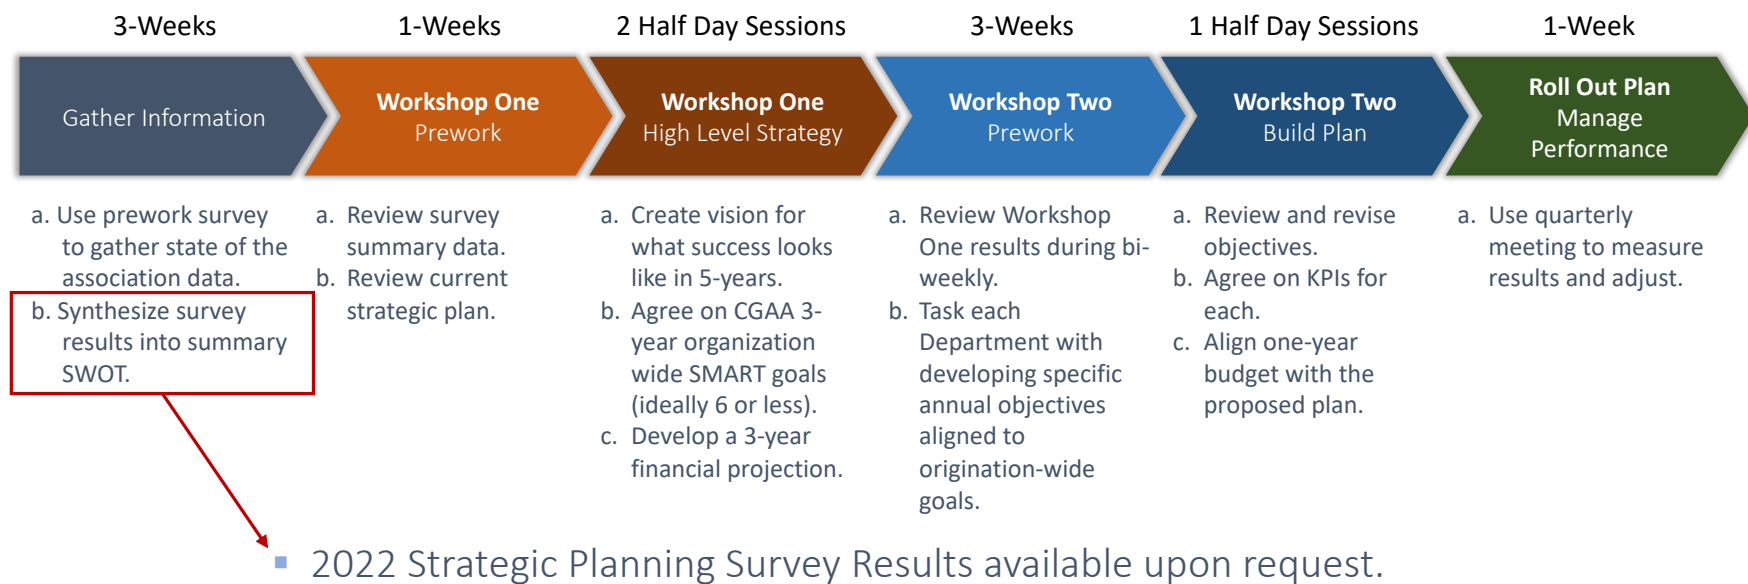 3-Weeks
1-Weeks
2 Half Day Sessions
3-Weeks
1 Half Day Sessions
1-Week
Gather Information
Workshop One
Prework
Workshop One
High Level Strategy
Workshop Two
Prework
Workshop Two
Build Plan
Roll Out Plan
Manage
Performance
a. Use prework survey
to gather state of the
association data.
b. Synthesize survey
results into summary
SWOT.
a. Review survey
summary data.
b. Review current
strategic plan.
a. Create vision for
what success looks
like in 5-years.
b. Agree on CGAA 3-
year organization
wide SMART goals
(ideally 6 or less).
c. Develop a 3-year
financial projection.
a. Review Workshop
One results during bi-
weekly.
b. Task each
Department with
developing specific
annual objectives
aligned to
origination-wide
goals.
a. Review and revise
objectives.
b. Agree on KPIs for
each.
c. Align one-year
budget with the
proposed plan.
a. Use quarterly
meeting to measure
results and adjust.
▪ 2022 Strategic Planning Survey Results available upon request.